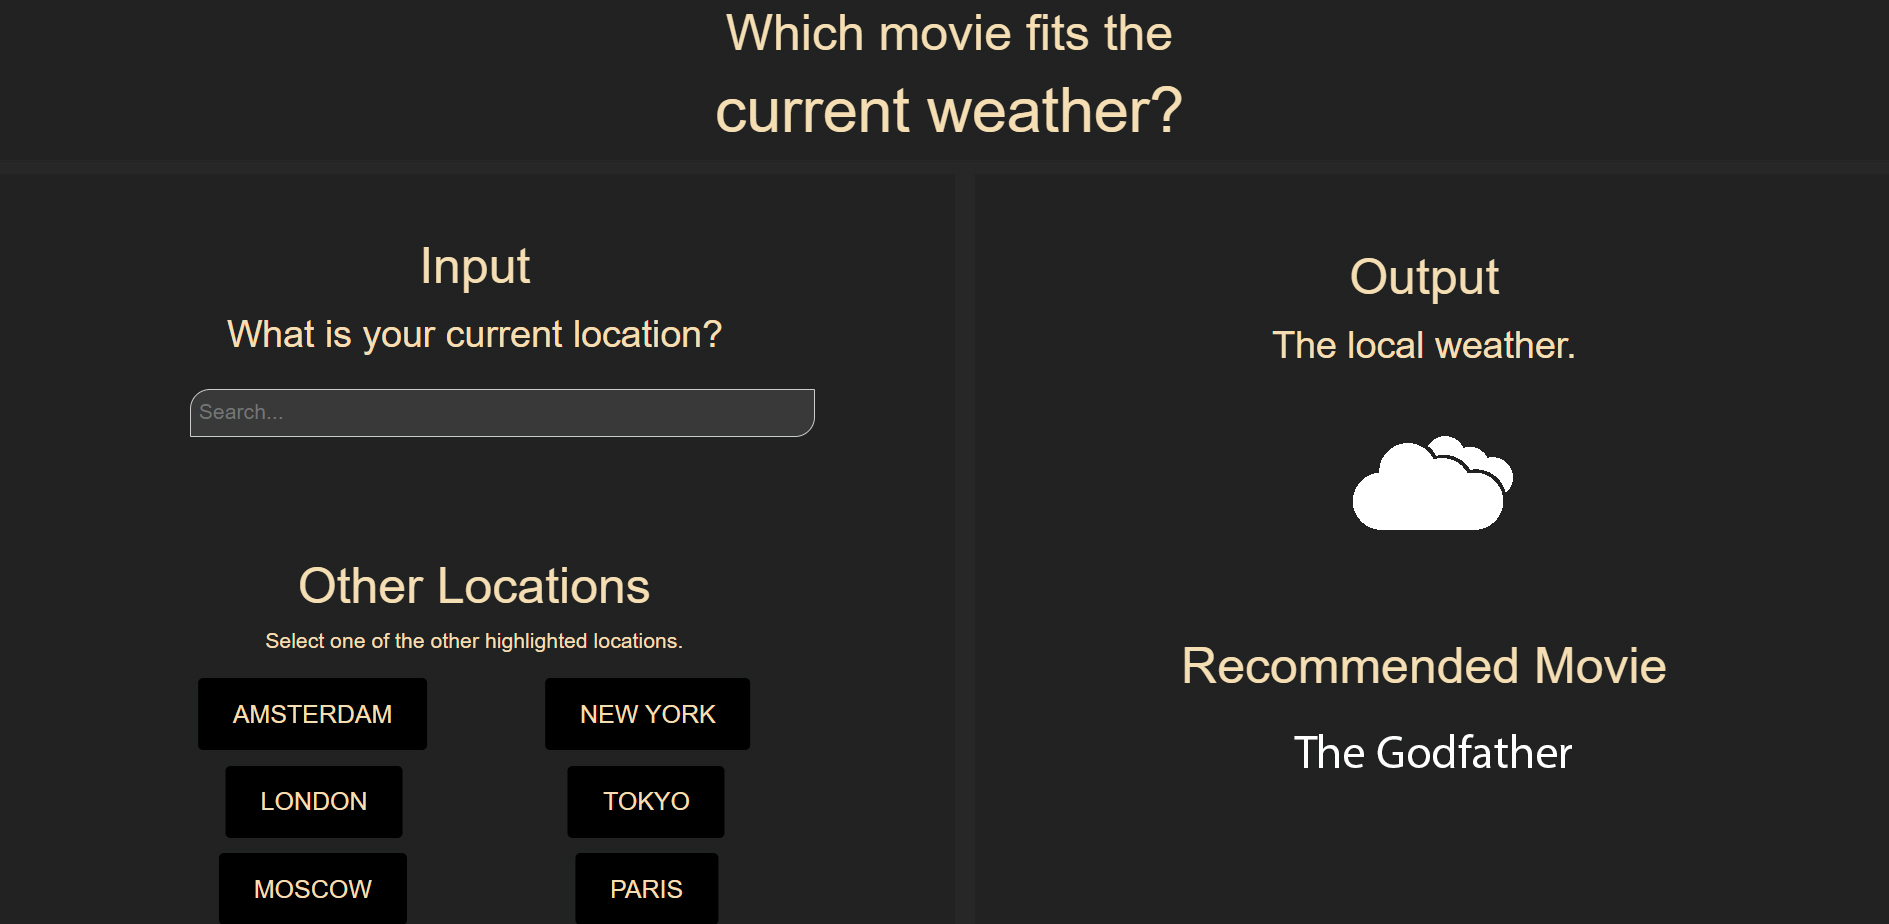 Which movie fits the
current weather?
Input
What is your current location?
Search...
Other Locations
Select one of the other highlighted locations.
AMSTERDAM
NEW YORK
LONDON
TOKYO
MOSCOW
PARIS
Output
The local weather.
Recommended Movie
The Godfather